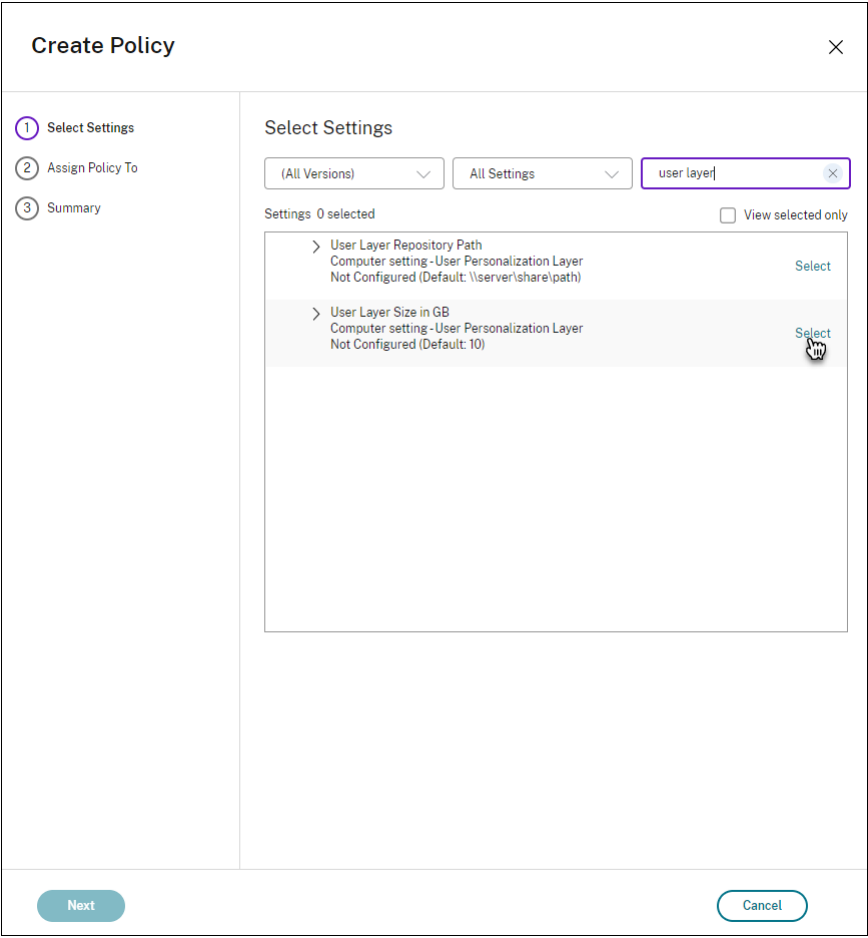 Create Policy
1 Select Settings
2 Assign Policy To
3 Summary
Select Settings
(All Versions)
All Settings
user layer
Settings 0 selected
View selected only
User Layer Repository Path
Computer setting - User Personalization Layer
Not Configured (Default: \\server\share\path)
Select
User Layer Size in GB
Computer setting - User Personalization Layer
Not Configured (Default: 10)
Select
Next
Cancel